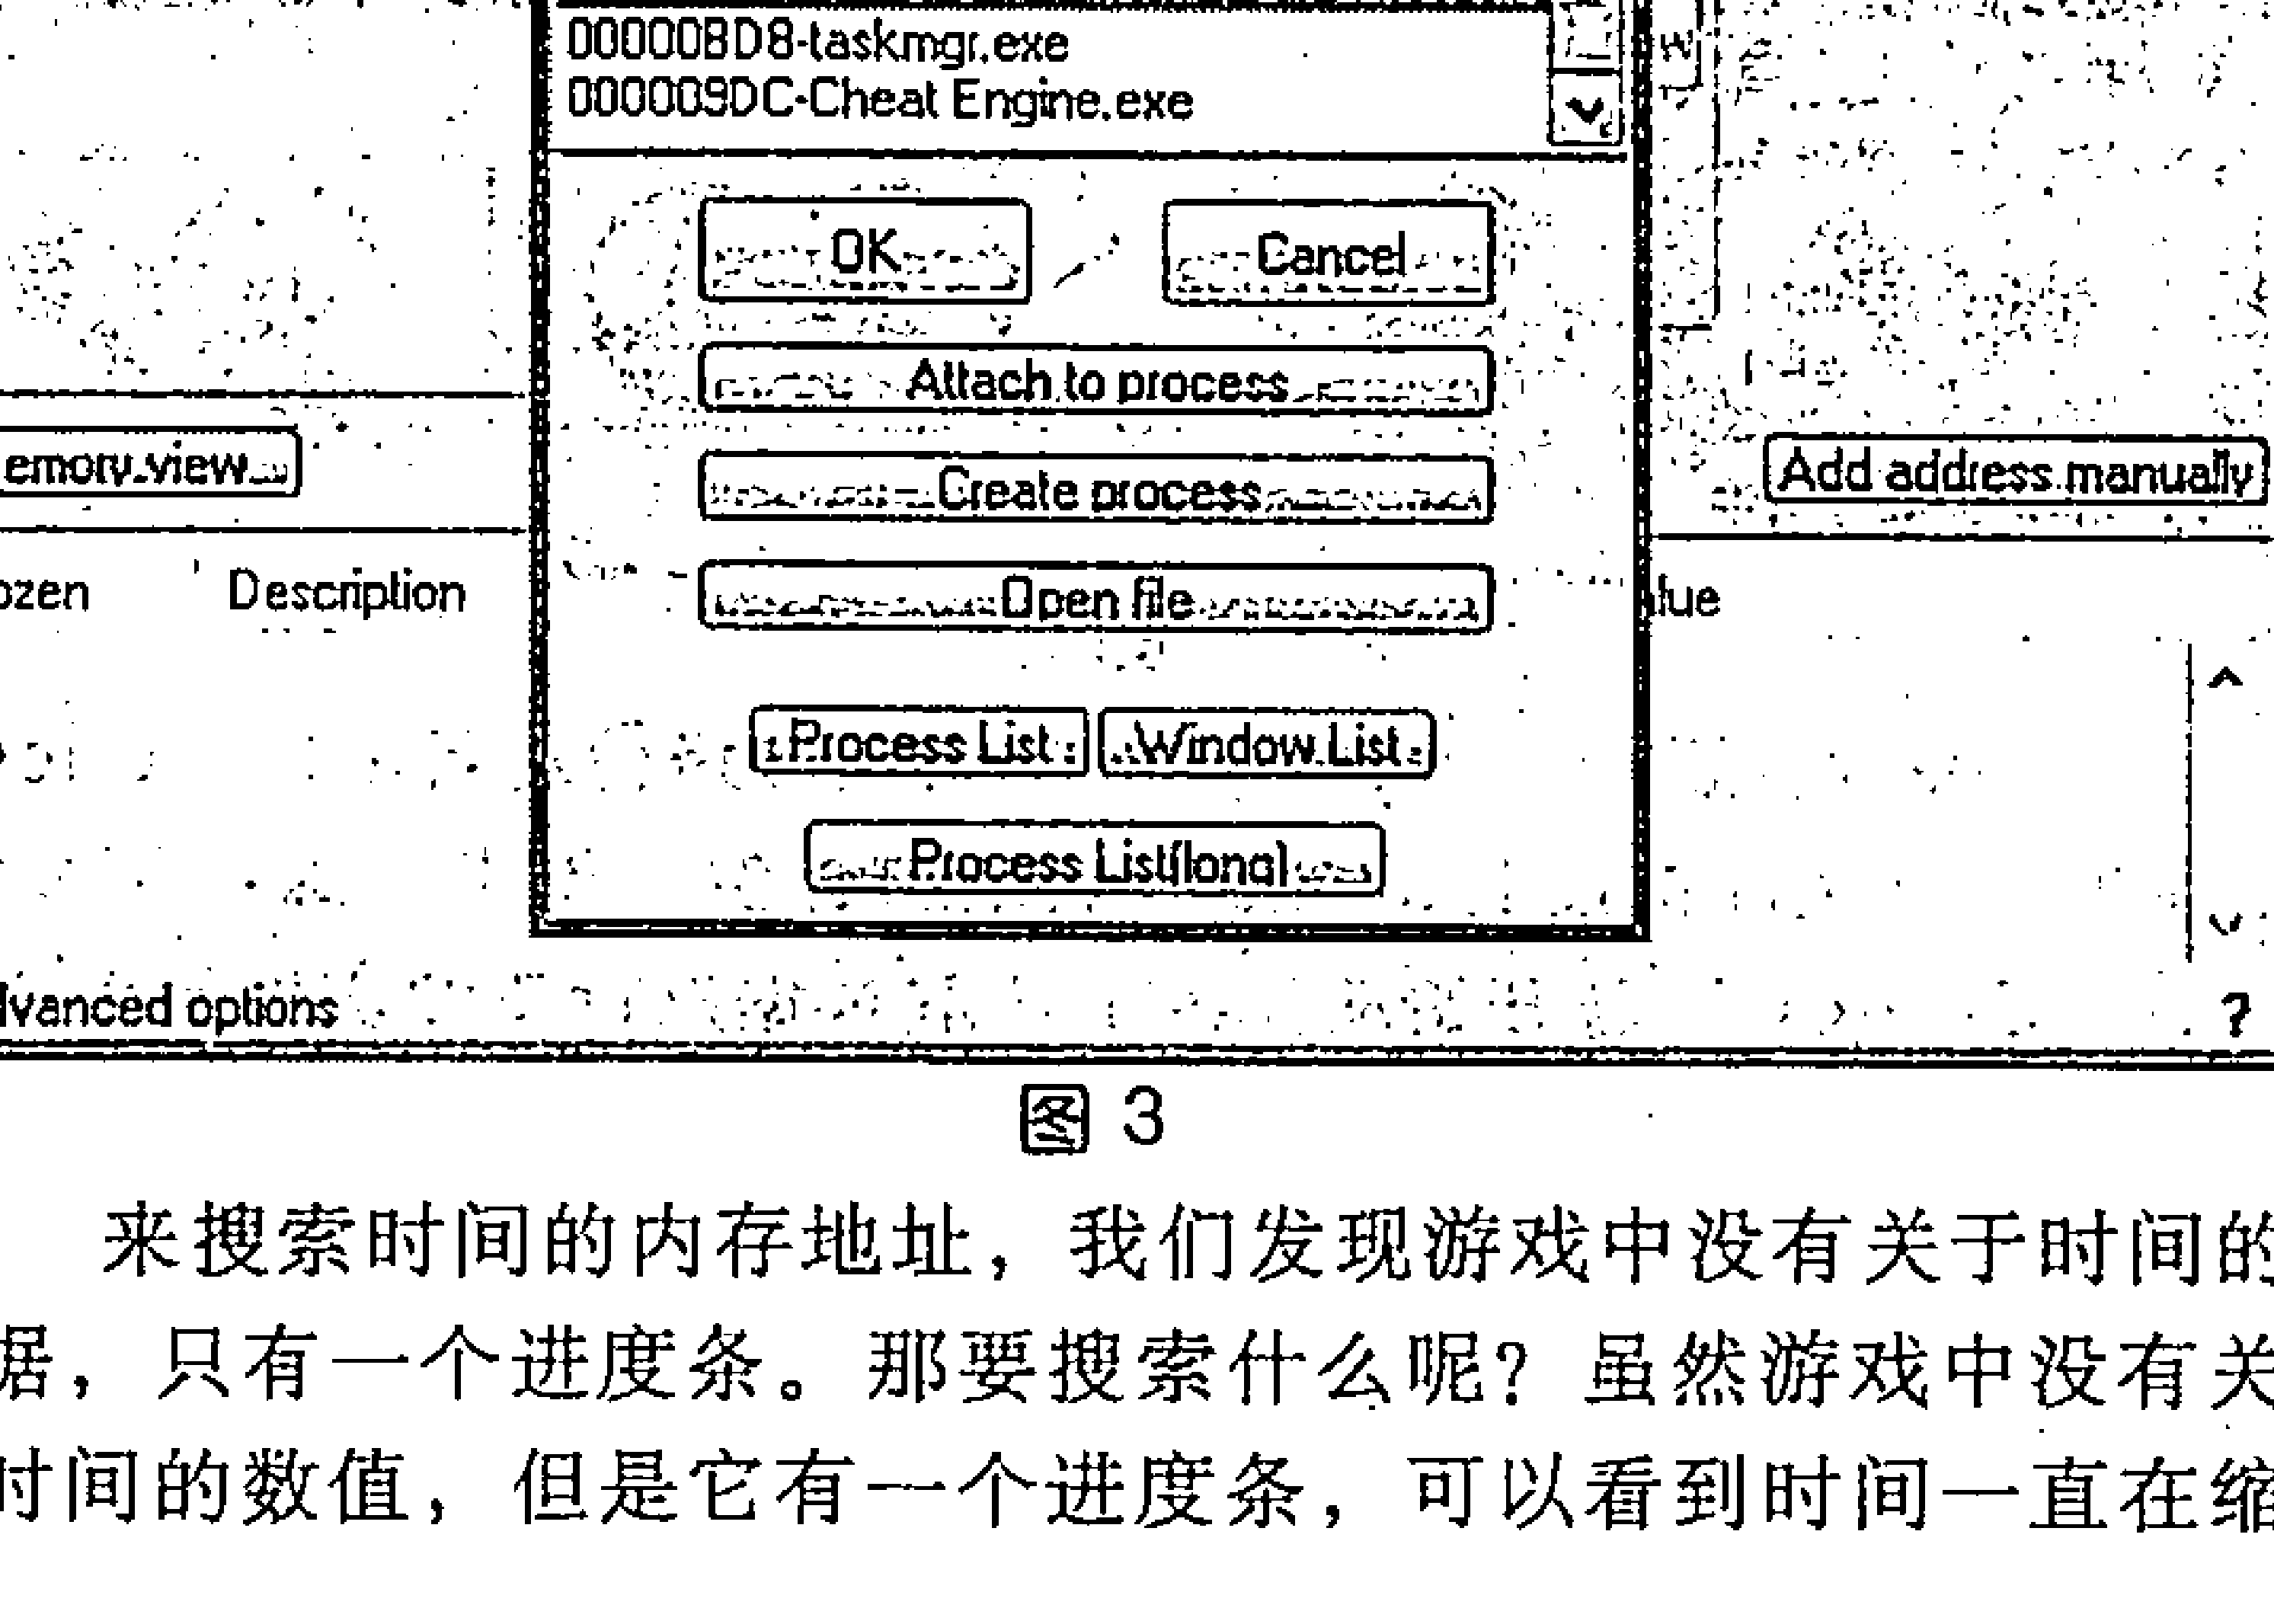 000008D8-taskmgr.exe
000009DC-Cheat Engine.exe
OK
Cancel
Attach to process
emory view
Create process
Add address manually
ozen
Description
Open file
lue
Process List
Window List
Process List(long)
dvanced options
?
图 3
来搜索时间的内存地址，我们发现游戏中没有关于时间的
据，只有一个进度条。那要搜索什么呢？虽然游戏中没有关
时间的数值，但是它有一个进度条，可以看到时间一直在缩